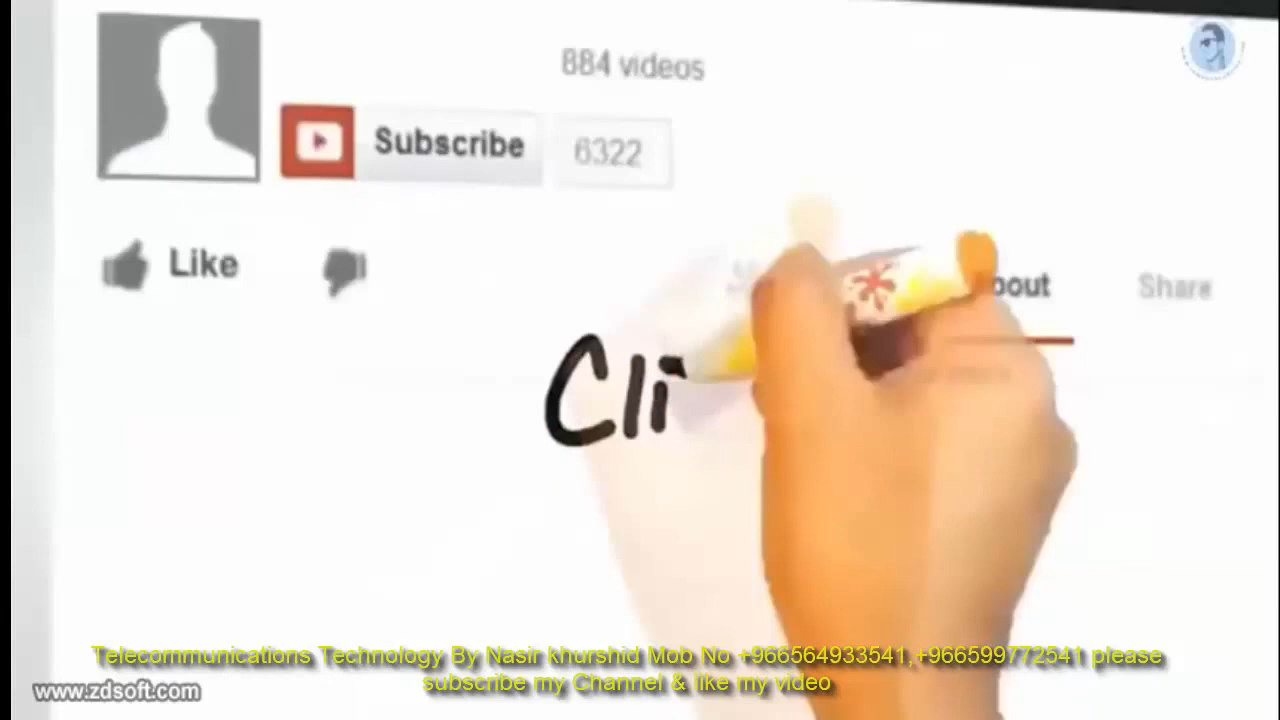 884 videos
Subscribe
6322
Like
About
Share
Cli
Telecommunications Technology By Nasir khurshid Mob No +966564933541,+966599772541 please
subscribe my Channel & like my video
www.zdsoft.com